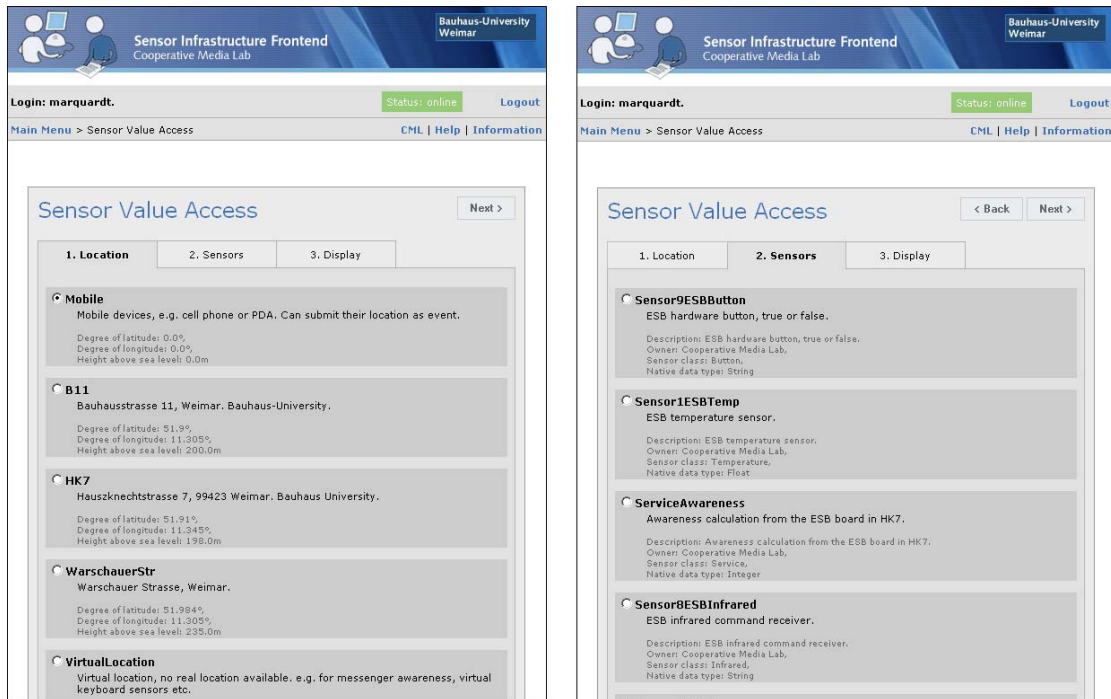 Sensor Infrastructure Frontend
Cooperative Media Lab
Bauhaus-University
Weimar
Login: marquardt.
Status: online
Logout
Main Menu > Sensor Value Access
CML | Help | Information
Sensor Value Access
Next >
1. Location
2. Sensors
3. Display
Mobile
Mobile devices, e.g. cell phone or PDA. Can submit their location as event.
Degree of latitude: 0.0º,
Degree of longitude: 0.0º,
Height above sea level: 0.0m
B11
Bauhausstrasse 11, Weimar. Bauhaus-University.
Degree of latitude: 51.9º,
Degree of longitude: 11.305º,
Height above sea level: 200.0m
HK7
Hauszknechtstrasse 7, 99423 Weimar. Bauhaus University.
Degree of latitude: 51.91º,
Degree of longitude: 11.345º,
Height above sea level: 198.0m
WarschauerStr
Warschauer Strasse, Weimar.
Degree of latitude: 51.984º,
Degree of longitude: 11.305º,
Height above sea level: 235.0m
VirtualLocation
Virtual location, no real location available. e.g. for messenger awareness, virtual
keyboard sensors etc.
Sensor Infrastructure Frontend
Cooperative Media Lab
Bauhaus-University
Weimar
Login: marquardt.
Status: online
Logout
Main Menu > Sensor Value Access
CML | Help | Information
Sensor Value Access
< Back
Next >
1. Location
2. Sensors
3. Display
Sensor9ESBButton
ESB hardware button, true or false.
Description: ESB hardware button, true or false.
Owner: Cooperative Media Lab,
Sensor class: Button,
Native data type: String
Sensor1ESBTemp
ESB temperature sensor.
Description: ESB temperature sensor.
Owner: Cooperative Media Lab,
Sensor class: Temperature,
Native data type: Float
ServiceAwareness
Awareness calculation from the ESB board in HK7.
Description: Awareness calculation from the ESB board in HK7.
Owner: Cooperative Media Lab,
Sensor class: Service,
Native data type: Integer
Sensor8ESBInfrared
ESB infrared command receiver.
Description: ESB infrared command receiver.
Owner: Cooperative Media Lab,
Sensor class: Infrared,
Native data type: String